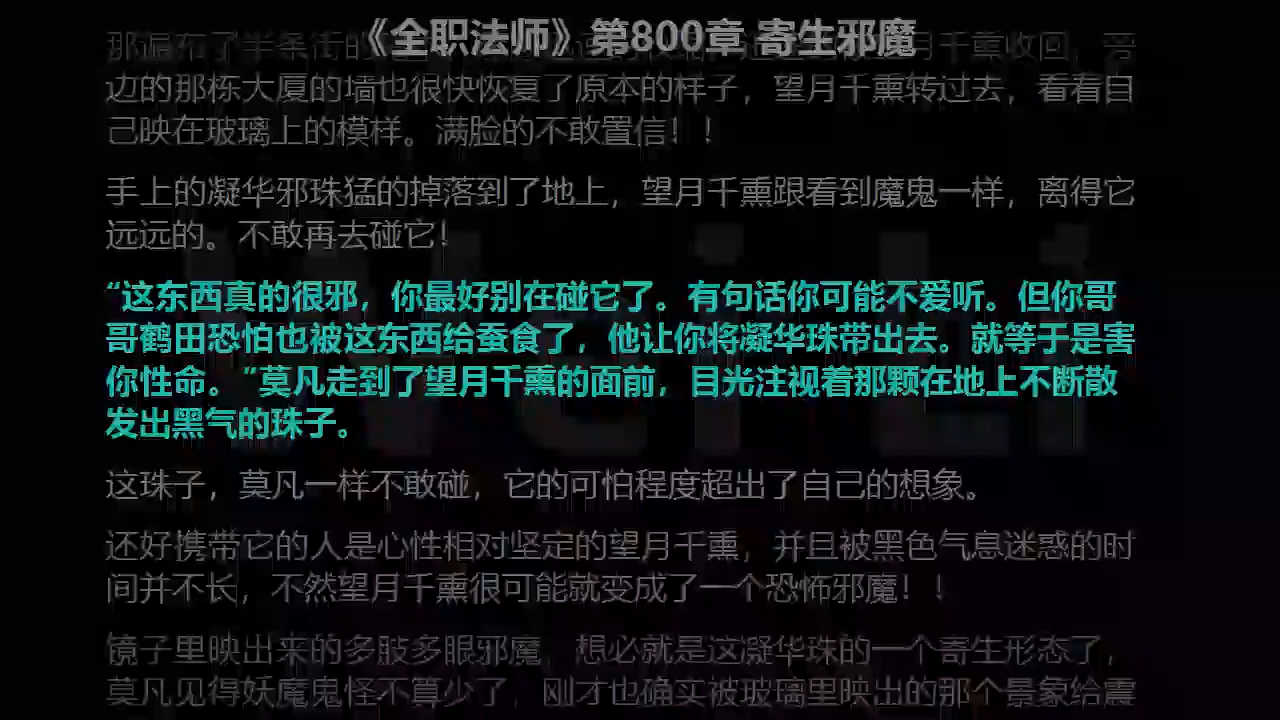 《全职法师》第800章 寄生邪魔
那遍布了半条街的
月千熏收回，旁
边的那栋大厦的墙也很快恢复了原本的样子，望月千熏转过去，看看自
己映在玻璃上的模样。满脸的不敢置信！！
手上的凝华邪珠猛的掉落到了地上，望月千熏跟看到魔鬼一样，离得它
远远的。不敢再去碰它！
“这东西真的很邪，你最好别在碰它了。有句话你可能不爱听。但你哥
哥鹤田恐怕也被这东西给蚕食了，他让你将凝华珠带出去。就等于是害
你性命。”莫凡走到了望月千熏的面前，目光注视着那颗在地上不断散
发出黑气的珠子。
这珠子，莫凡一样不敢碰，它的可怕程度超出了自己的想象。
还好携带它的人是心性相对坚定的望月千熏，并且被黑色气息迷惑的时
间并不长，不然望月千熏很可能就变成了一个恐怖邪魔！！
镜子里映出来的多肢多眼邪魔，想必就是这凝华珠的一个寄生形态了，
莫凡见得妖魔鬼怪不算少了，刚才也确实被玻璃里映出的那个景象给震
Wei Li